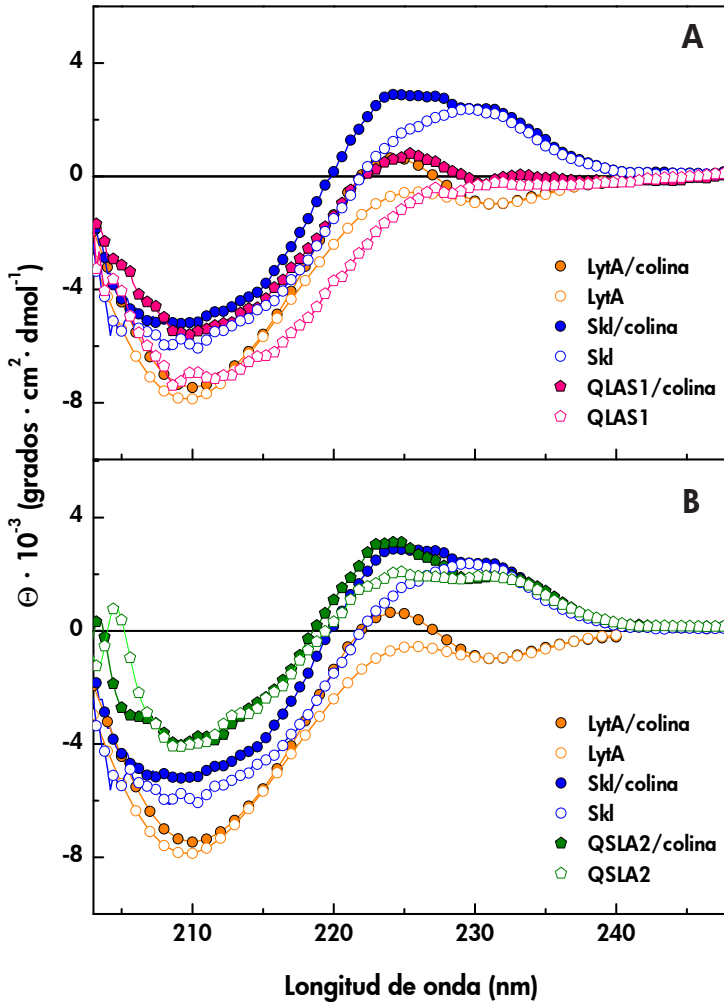 A
4
0
-4
-8
LytA/colina
LytA
Skl/colina
Skl
QLAS1/colina
QLAS1
Θ · 10⁻³ (grados · cm² · dmol⁻¹)
B
4
0
-4
-8
LytA/colina
LytA
Skl/colina
Skl
QSLA2/colina
QSLA2
210 220 230 240
Longitud de onda (nm)